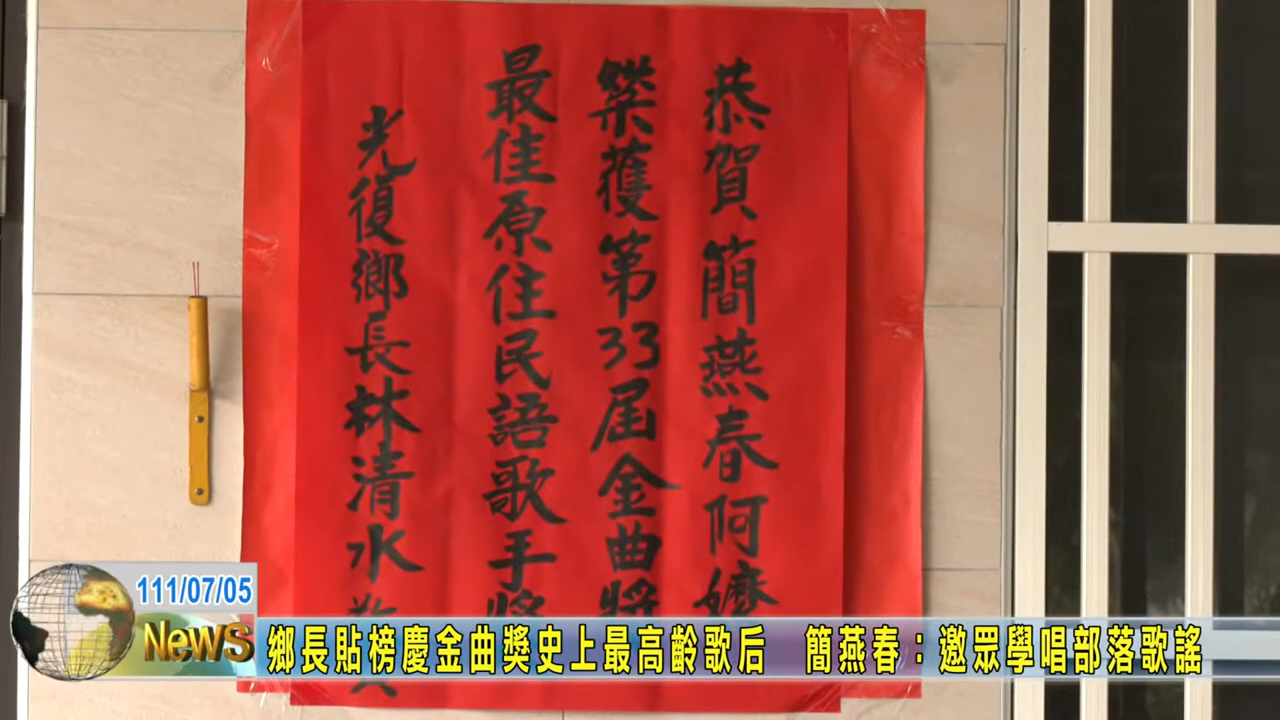 恭賀簡燕春阿嬤
榮獲第33屆金曲獎
最佳原住民語歌手獎
光復鄉長林清水
111/07/05
News
鄉長貼榜慶金曲獎史上最高齡歌后 簡燕春：邀眾學唱部落歌謠